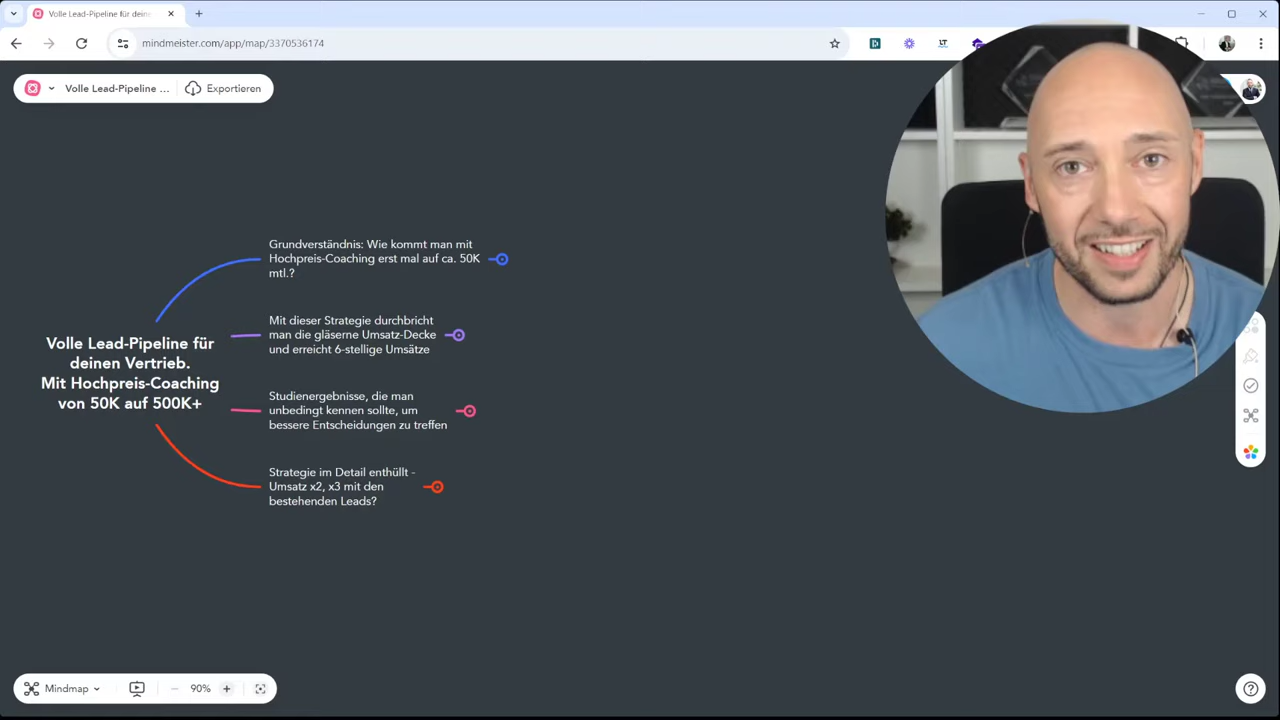 Volle Lead-Pipeline für deine
mindmeister.com/app/map/3370536174
LT
Volle Lead-Pipeline ...
Exportieren
Grundverständnis: Wie kommt man mit
Hochpreis-Coaching erst mal auf ca. 50K
mtl.?
Mit dieser Strategie durchbricht
man die gläserne Umsatz-Decke
und erreicht 6-stellige Umsätze
Volle Lead-Pipeline für
deinen Vertrieb.
Mit Hochpreis-Coaching
von 50K auf 500K+
Studienergebnisse, die man
unbedingt kennen sollte, um
bessere Entscheidungen zu treffen
Strategie im Detail enthüllt -
Umsatz x2, x3 mit den
bestehenden Leads?
Mindmap
90%